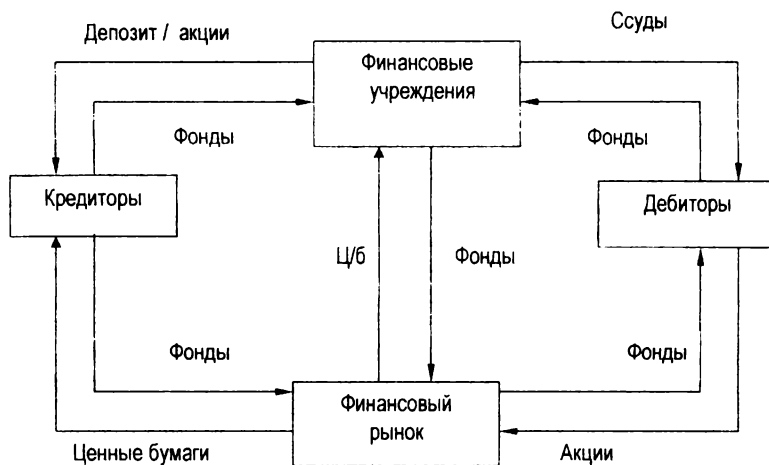 Депозит / акции
Ссуды
Финансовые
учреждения
Фонды
Фонды
Кредиторы
Дебиторы
Ц/б
Фонды
Фонды
Фонды
Финансовый
рынок
Ценные бумаги
Акции